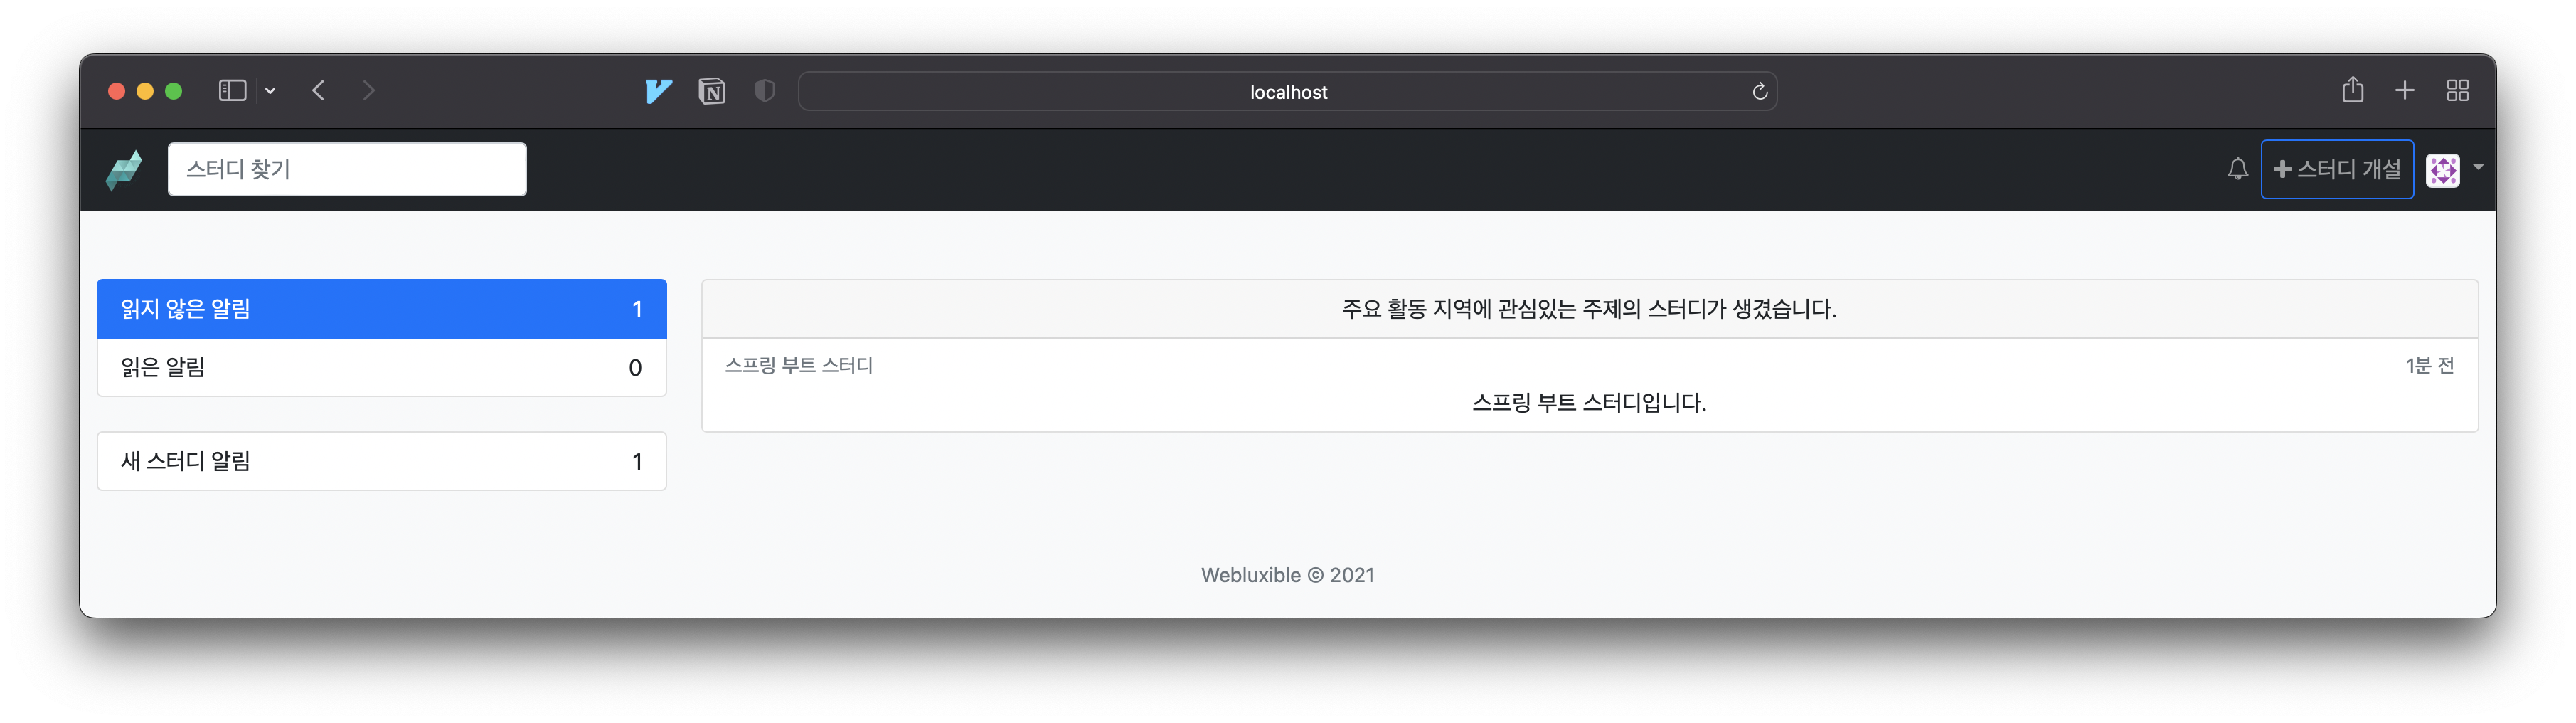 localhost
스터디 찾기
스터디 개설
읽지 않은 알림 1
읽은 알림 0
새 스터디 알림 1
주요 활동 지역에 관심있는 주제의 스터디가 생겼습니다.
스프링 부트 스터디 1분 전
스프링 부트 스터디입니다.
Webluxible © 2021